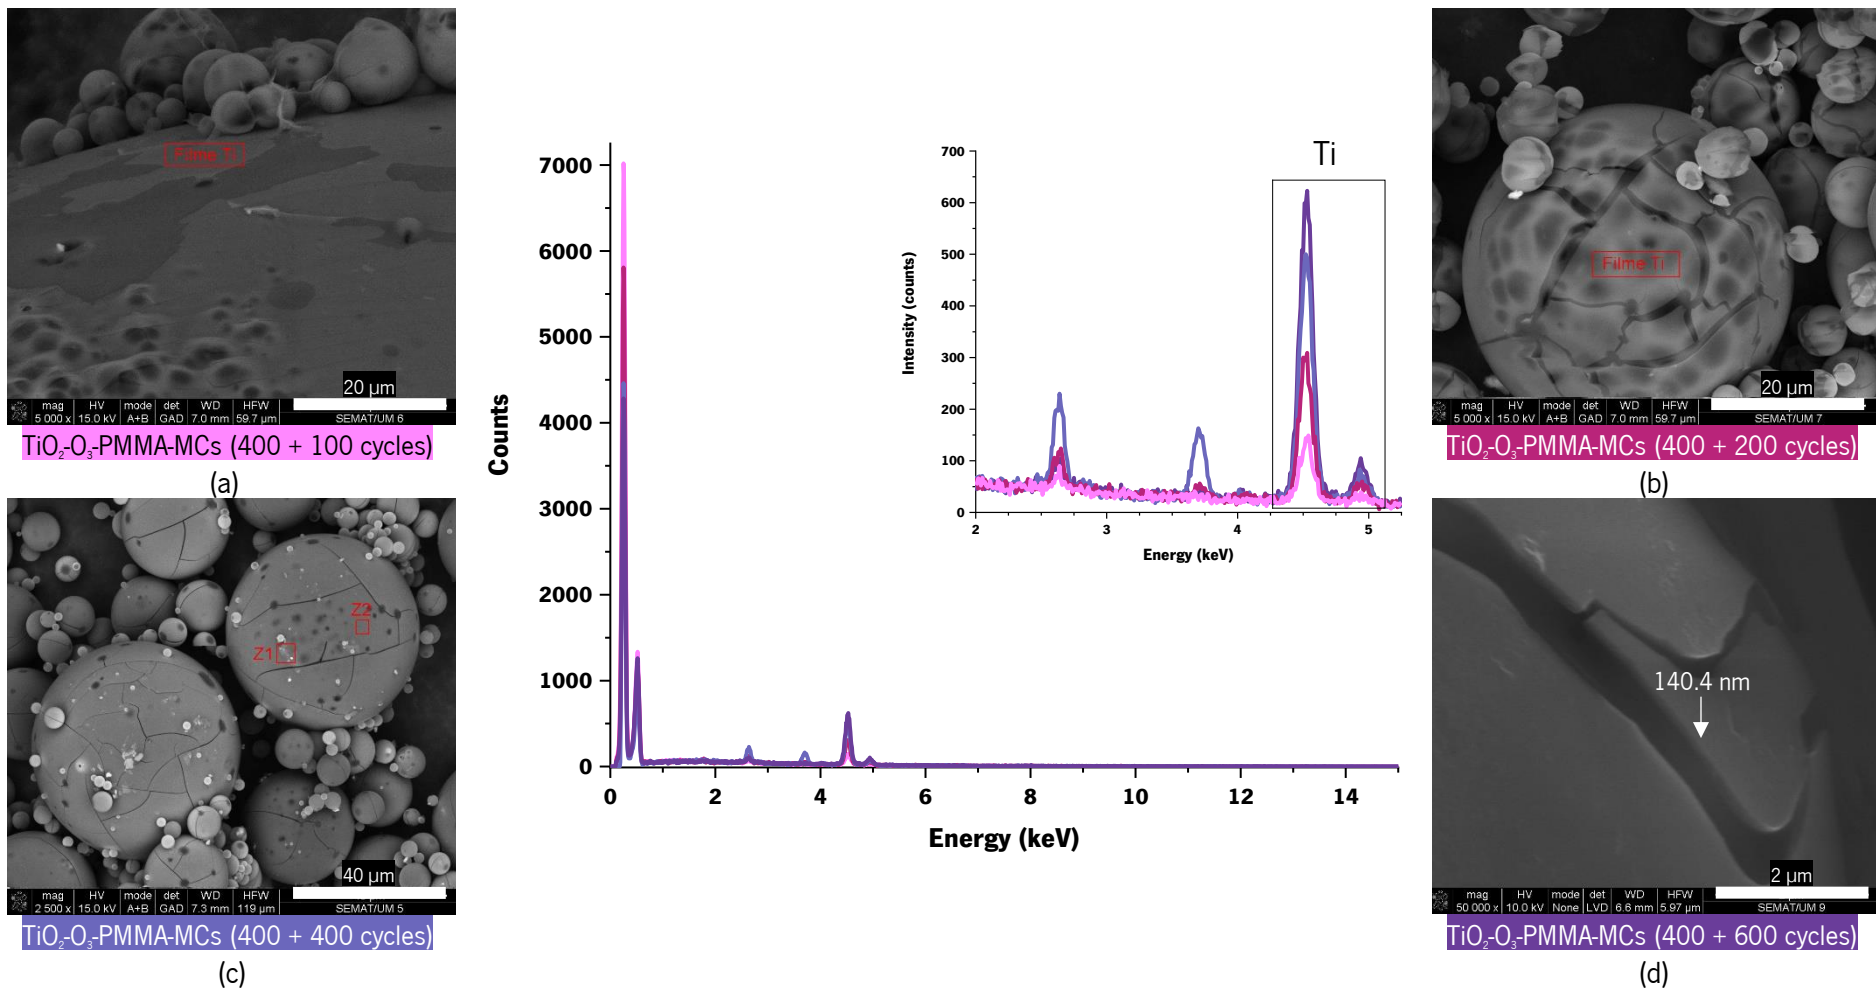 Filme Ti
20 µm
mag HV mode det WD HFW
5 000 x 15.0 kV A+B GAD 7.0 mm 59.7 µm SEMAT/UM 6
TiO₂-O₃-PMMA-MCs (400 + 100 cycles)
(a)
Z2
Z1
40 µm
mag HV mode det WD HFW
2 500 x 15.0 kV A+B GAD 7.3 mm 119 µm SEMAT/UM 5
TiO₂-O₃-PMMA-MCs (400 + 400 cycles)
(c)
Counts
7000
6000
5000
4000
3000
2000
1000
0
0 2 4 6 8 10 12 14
Energy (keV)
Ti
Intensity (counts)
700
600
500
400
300
200
100
0
2 3 4 5
Energy (keV)
Filme Ti
20 µm
mag HV mode det WD HFW
5 000 x 15.0 kV A+B GAD 7.0 mm 59.7 µm SEMAT/UM 7
TiO₂-O₃-PMMA-MCs (400 + 200 cycles)
(b)
140.4 nm
2 µm
mag HV mode det WD HFW
50 000 x 10.0 kV None LVD 6.6 mm 5.97 µm SEMAT/UM 9
TiO₂-O₃-PMMA-MCs (400 + 600 cycles)
(d)